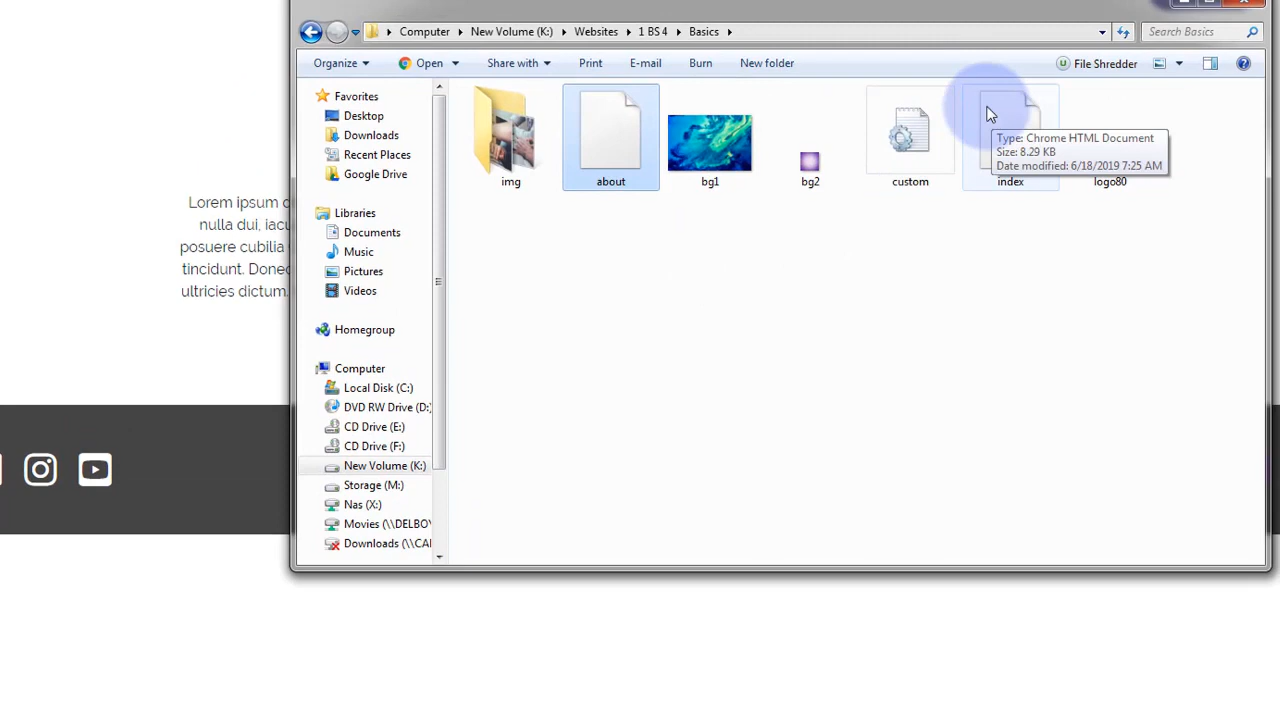 Computer New Volume (K:) Websites 1 BS 4 Basics Search Basics
Organize Open Share with Print E-mail Burn New folder File Shredder
Favorites
Desktop
Downloads
Recent Places
Google Drive
Libraries
Documents
Music
Pictures
Videos
Homegroup
Computer
Local Disk (C:)
DVD RW Drive (D:)
CD Drive (E:)
CD Drive (F:)
New Volume (K:)
Storage (M:)
Nas (X:)
Movies (\\DELBOY
Downloads (\\CAI
img about bg1 bg2 custom index logo80
Type: Chrome HTML Document
Size: 8.29 KB
Date modified: 6/18/2019 7:25 AM
Lorem ipsum d
nulla dui, iacu
posuere cubilia
tincidunt. Donec
ultricies dictum.